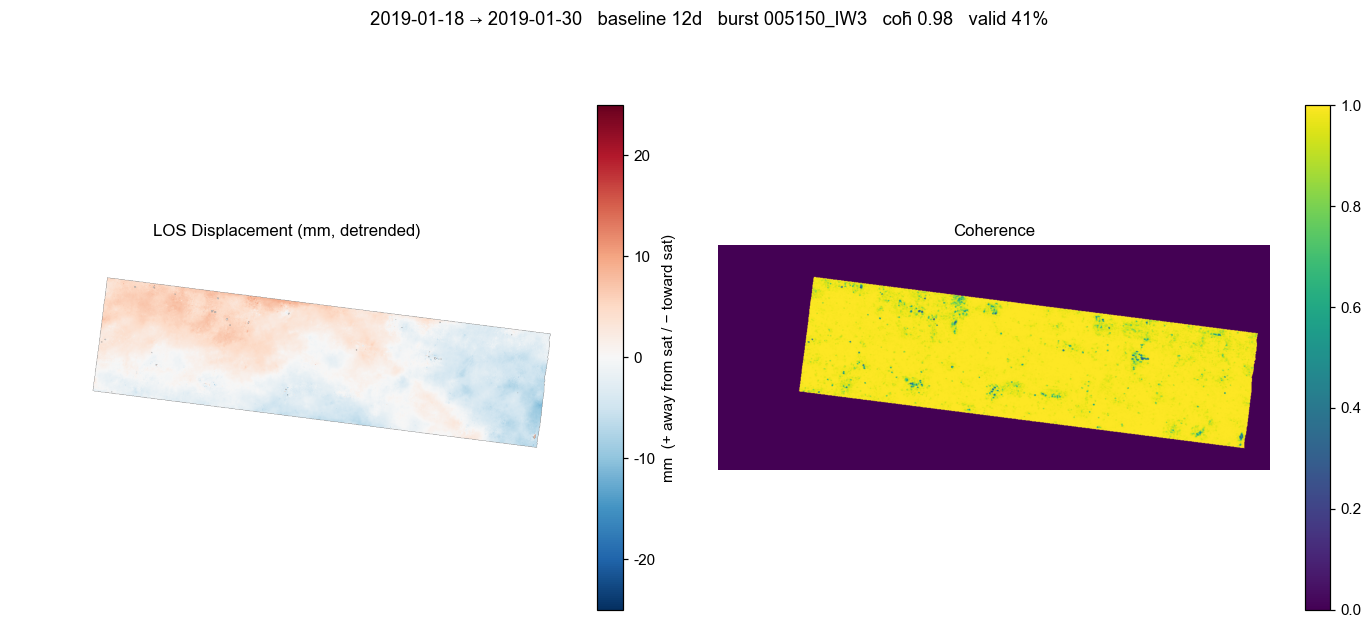 2019-01-18 → 2019-01-30   baseline 12d   burst 005150_IW3   coh̄ 0.98   valid 41%
LOS Displacement (mm, detrended)
20
10
0
-10
-20
mm  (+ away from sat / − toward sat)
Coherence
1.0
0.8
0.6
0.4
0.2
0.0